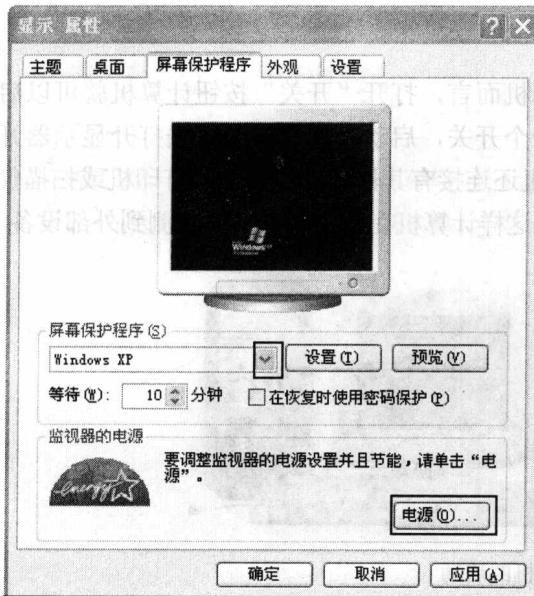 显示 属性
主题 桌面 屏幕保护程序 外观 设置
Windows
屏幕保护程序(S)
Windows XP 设置(T) 预览(V)
等待(W): 10 分钟 在恢复时使用密码保护(P)
监视器的电源
energy
要调整监视器的电源设置并且节能，请单击“电
源”。
电源(O)...
确定 取消 应用(A)